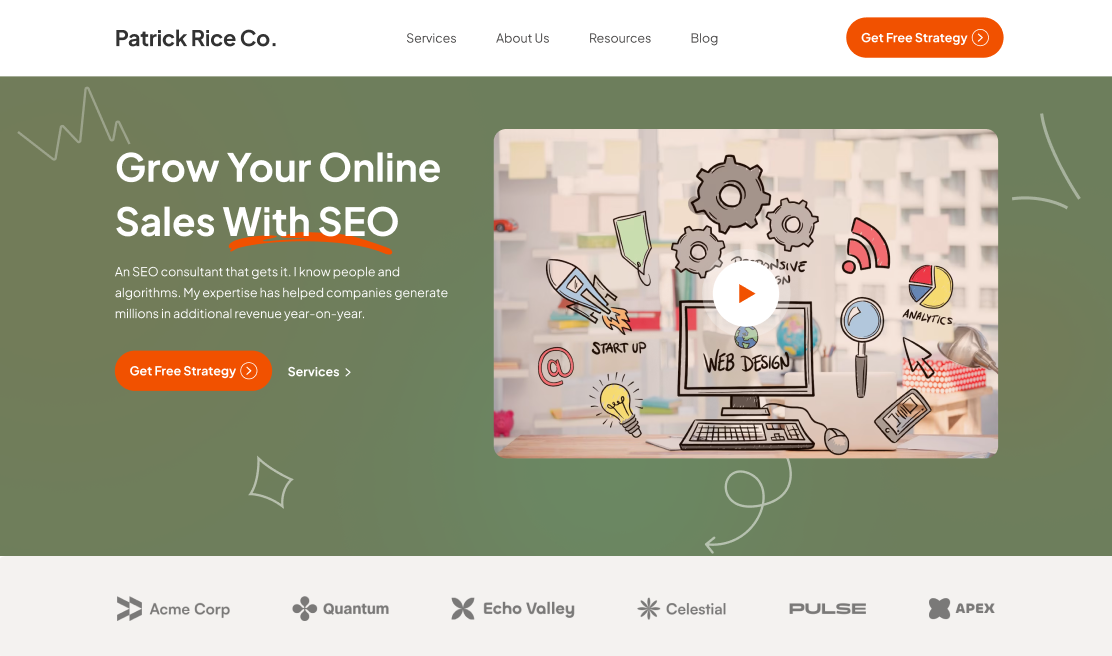 Patrick Rice Co.
Services
About Us
Resources
Blog
Get Free Strategy
Grow Your Online
Sales With SEO
An SEO consultant that gets it. I know people and
algorithms. My expertise has helped companies generate
millions in additional revenue year-on-year.
Get Free Strategy
Services
START UP
@
WEB DESIGN
ANALYTICS
Acme Corp
Quantum
Echo Valley
Celestial
PULSE
APEX